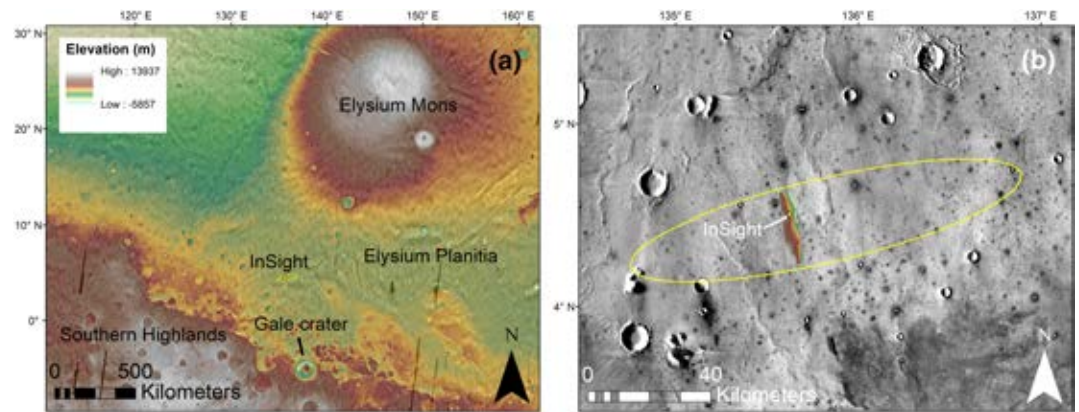 120°E 130°E 140°E 150°E 160°E
30°N
20°N
10°N
0°
Elevation (m)
High : 13937
Low : -5857
(a)
Elysium Mons
InSight
Elysium Planitia
Southern Highlands
Gale crater
N
0 500
Kilometers
135°E 136°E 137°E
5°N
4°N
(b)
InSight
N
0 40
Kilometers